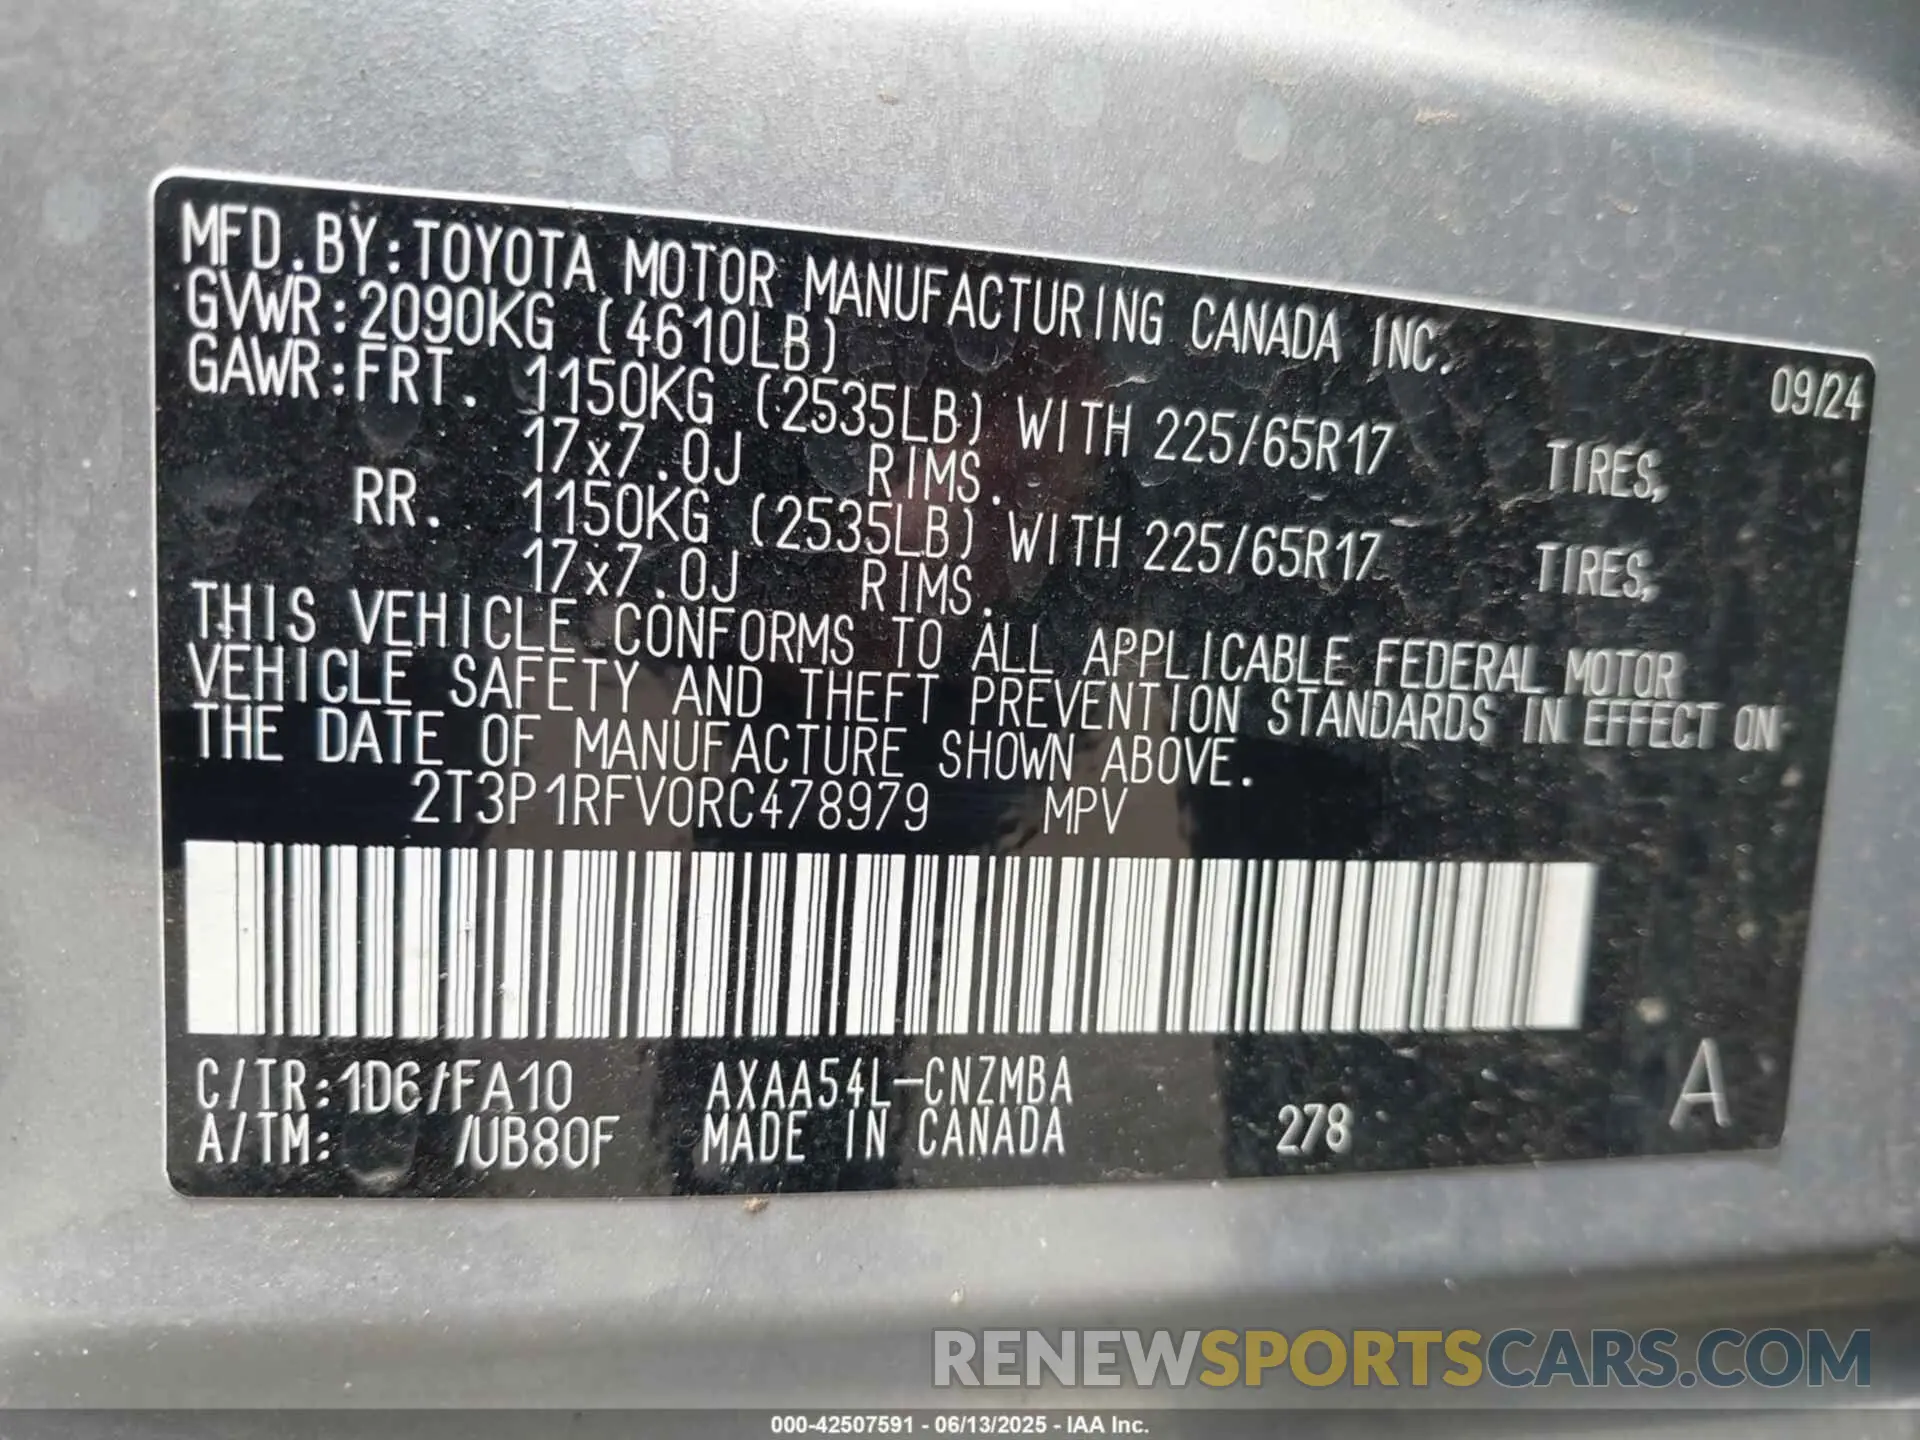 MFD.BY:TOYOTA MOTOR MANUFACTURING CANADA INC.
GVWR:2090KG (4610LB) 09/24
GAWR:FRT. 1150KG (2535LB) WITH 225/65R17 TIRES,
17x7.0J RIMS.
RR. 1150KG (2535LB) WITH 225/65R17 TIRES,
17x7.0J RIMS.
THIS VEHICLE CONFORMS TO ALL APPLICABLE FEDERAL MOTOR
VEHICLE SAFETY AND THEFT PREVENTION STANDARDS IN EFFECT ON
THE DATE OF MANUFACTURE SHOWN ABOVE.
2T3P1RFV0RC478979 MPV
C/TR:1D6/FA10 AXAA54L-CNZMBA
A/TM: /UB80F MADE IN CANADA 278 A
RENEWSPORTSCARS.COM
000-42507591 - 06/13/2025 - IAA Inc.